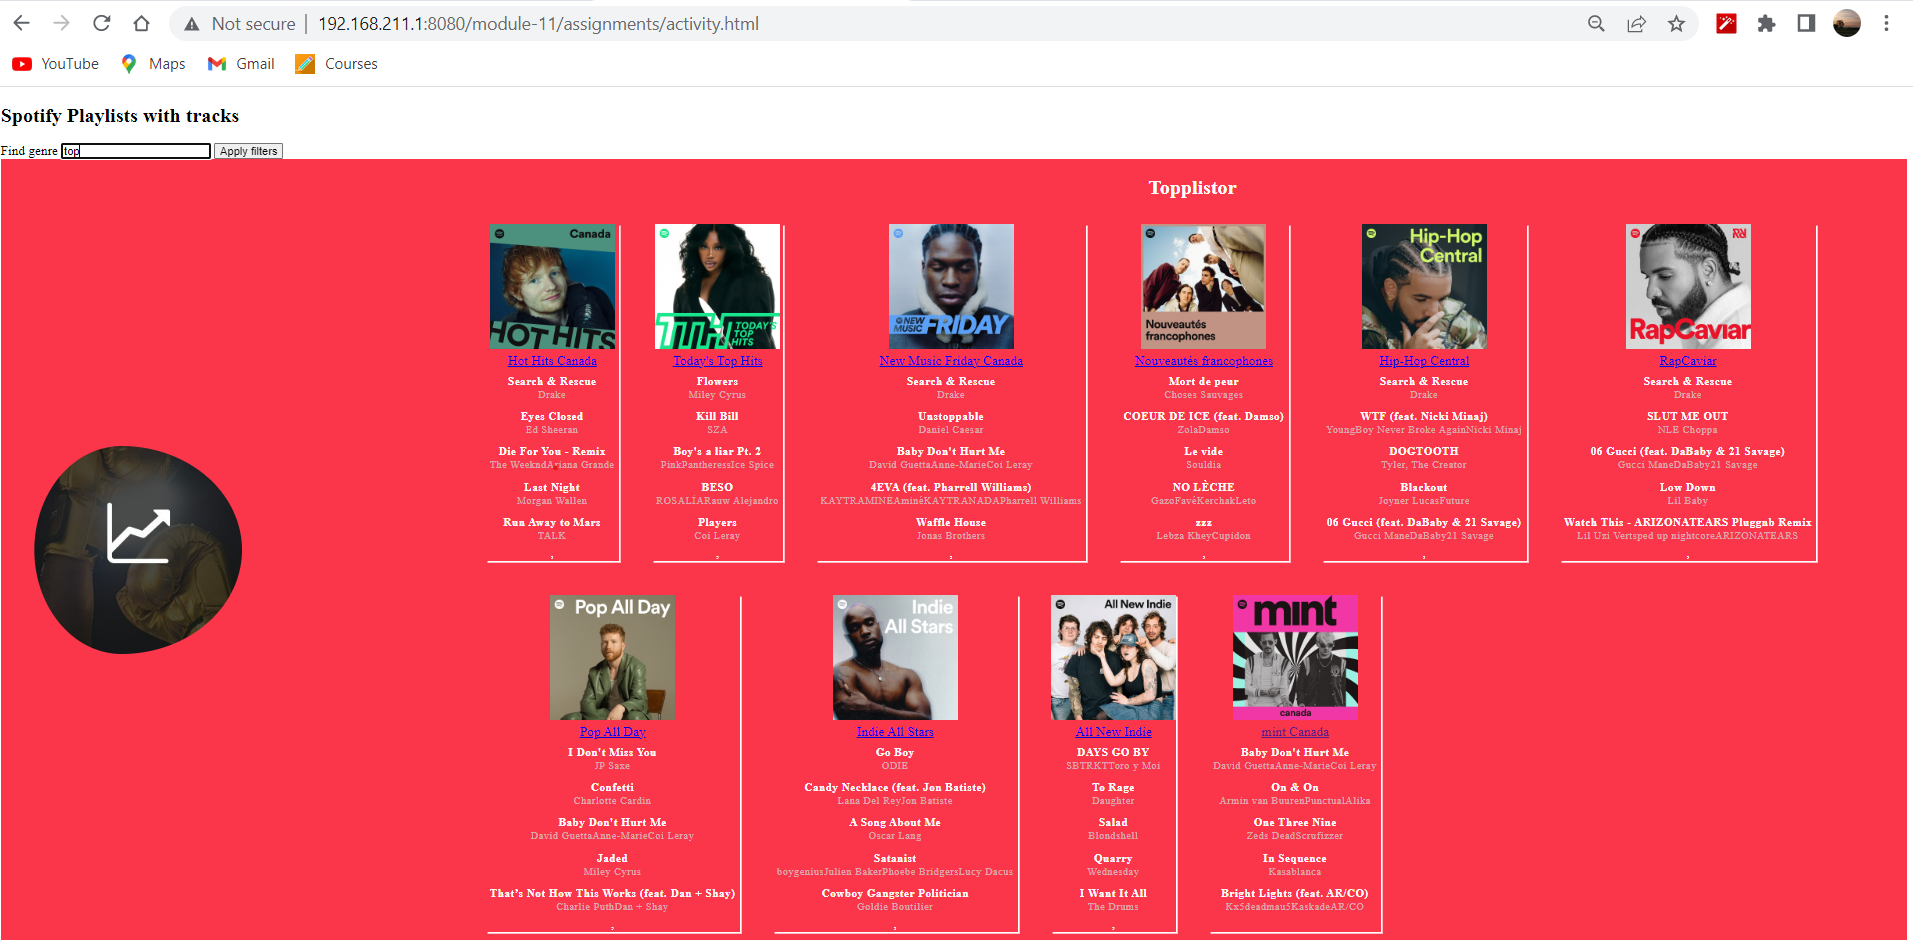 Not secure | 192.168.211.1:8080/module-11/assignments/activity.html
YouTube Maps Gmail Courses
Spotify Playlists with tracks
Find genre top Apply filters
Topplistor
Canada
HOT HITS
Hot Hits Canada
Search & Rescue
Drake
Eyes Closed
Ed Sheeran
Die For You - Remix
The WeekndAriana Grande
Last Night
Morgan Wallen
Run Away to Mars
TALK
,
TTH TODAY'S
TOP
HITS
Today's Top Hits
Flowers
Miley Cyrus
Kill Bill
SZA
Boy's a liar Pt. 2
PinkPantheressIce Spice
BESO
ROSALÍARauw Alejandro
Players
Coi Leray
,
NEW
MUSIC FRIDAY
New Music Friday Canada
Search & Rescue
Drake
Unstoppable
Daniel Caesar
Baby Don't Hurt Me
David GuettaAnne-MarieCoi Leray
4EVA (feat. Pharrell Williams)
KAYTRAMINÉAminéKAYTRANADAPharrell Williams
Waffle House
Jonas Brothers
,
Nouveautés
francophones
Nouveautés francophones
Mort de peur
Choses Sauvages
COEUR DE ICE (feat. Damso)
ZolaDamso
Le vide
Souldia
NO LÈCHE
GazoFavéKerchakLeto
zzz
Lebza KheyCupidon
,
Hip-Hop
Central
Hip-Hop Central
Search & Rescue
Drake
WTF (feat. Nicki Minaj)
YoungBoy Never Broke AgainNicki Minaj
DOGTOOTH
Tyler, The Creator
Blackout
Joyner LucasFuture
06 Gucci (feat. DaBaby & 21 Savage)
Gucci ManeDaBaby21 Savage
,
RapCaviar
RapCaviar
Search & Rescue
Drake
SLUT ME OUT
NLE Choppa
06 Gucci (feat. DaBaby & 21 Savage)
Gucci ManeDaBaby21 Savage
Low Down
Lil Baby
Watch This - ARIZONATEARS Pluggnb Remix
Lil Uzi Vertsped up nightcoreARIZONATEARS
,
Pop All Day
Pop All Day
I Don't Miss You
JP Saxe
Confetti
Charlotte Cardin
Baby Don't Hurt Me
David GuettaAnne-MarieCoi Leray
Jaded
Miley Cyrus
That's Not How This Works (feat. Dan + Shay)
Charlie PuthDan + Shay
,
Indie
All Stars
Indie All Stars
Go Boy
ODIE
Candy Necklace (feat. Jon Batiste)
Lana Del ReyJon Batiste
A Song About Me
Oscar Lang
Satanist
boygeniusJulien BakerPhoebe BridgersLucy Dacus
Cowboy Gangster Politician
Goldie Boutilier
,
All New Indie
All New Indie
DAYS GO BY
SBTRKTToro y Moi
To Rage
Daughter
Salad
Blondshell
Quarry
Wednesday
I Want It All
The Drums
,
mint
canada
mint Canada
Baby Don't Hurt Me
David GuettaAnne-MarieCoi Leray
On & On
Armin van BuurenPunctualAlika
One Three Nine
Zeds DeadScrufizzer
In Sequence
Kasablanca
Bright Lights (feat. AR/CO)
Kx5deadmau5KaskadeAR/CO
,